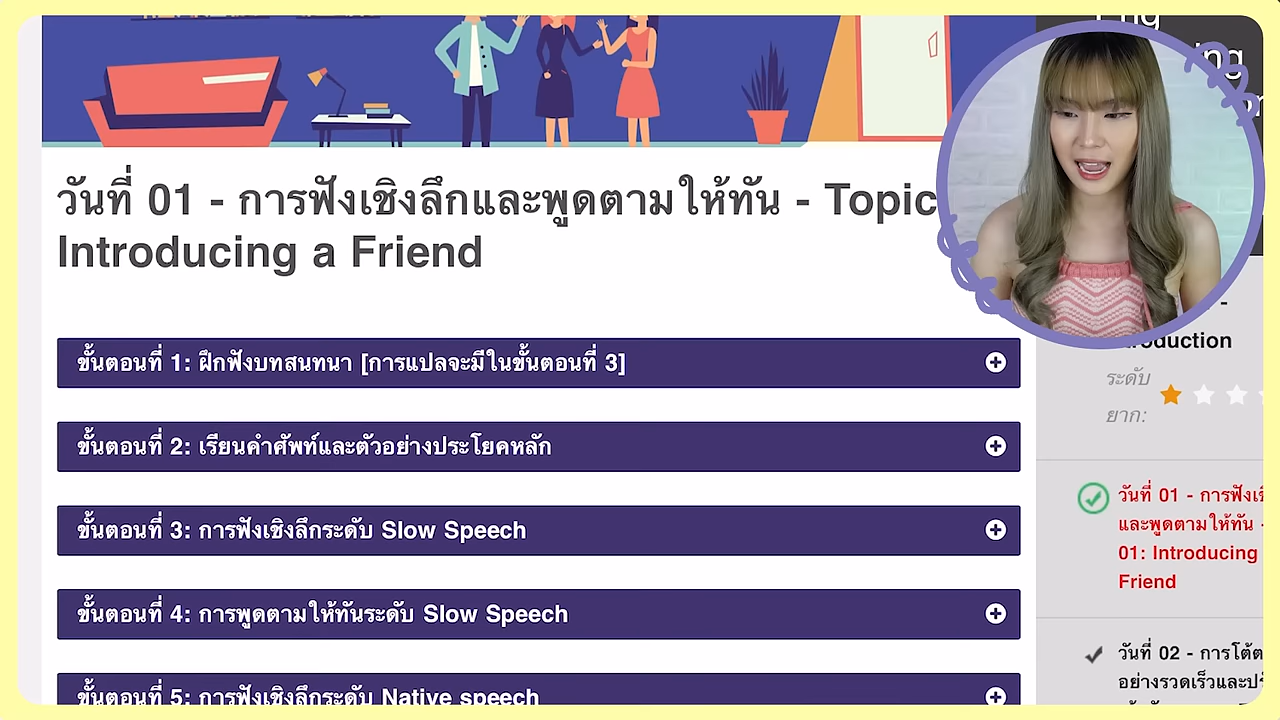 วันที่ 01 - การฟังเชิงลึกและพูดตามให้ทัน - Topic
Introducing a Friend
ขั้นตอนที่ 1: ฝึกฟังบทสนทนา [การแปลจะมีในขั้นตอนที่ 3]
ขั้นตอนที่ 2: เรียนคำศัพท์และตัวอย่างประโยคหลัก
ขั้นตอนที่ 3: การฟังเชิงลึกระดับ Slow Speech
ขั้นตอนที่ 4: การพูดตามให้ทันระดับ Slow Speech
ขั้นตอนที่ 5: การฟังเชิงลึกระดับ Native speech
ระดับ
ยาก:
วันที่ 01 - การฟังเชิ
และพูดตามให้ทัน -
01: Introducing
Friend
วันที่ 02 - การโต้ต
อย่างรวดเร็วและปร